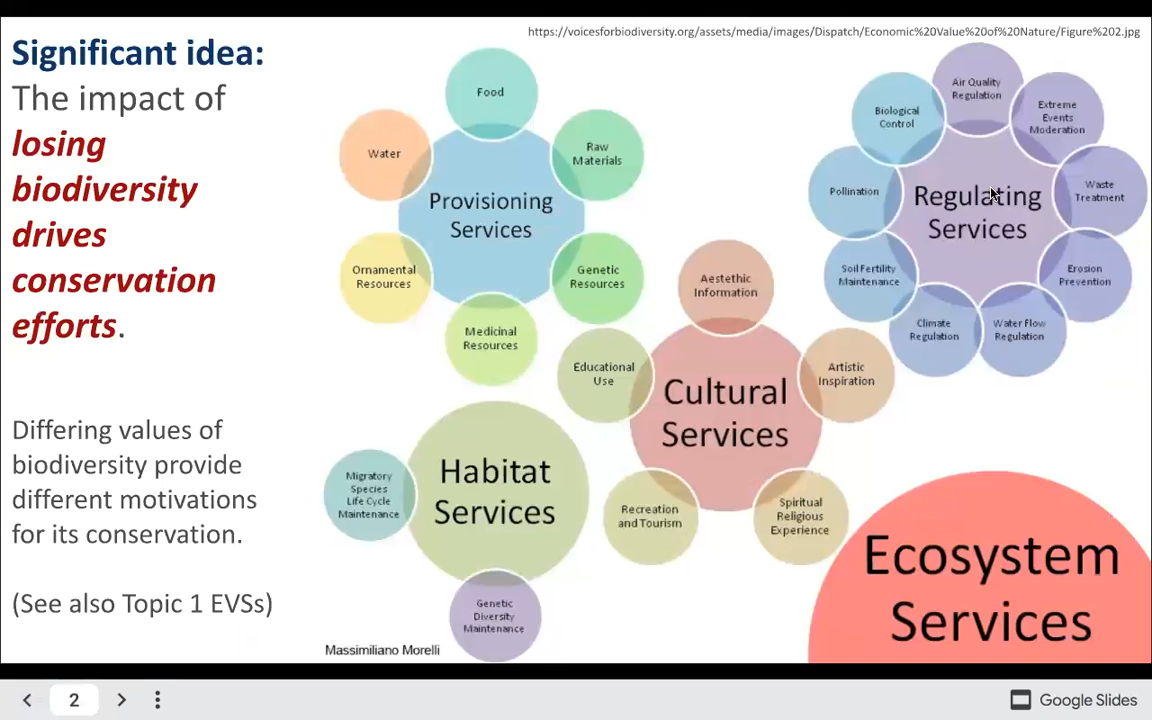 https://voicesforbiodiversity.org/assets/media/images/Dispatch/Economic%20Value%20of%20Nature/Figure%202.jpg
Significant idea:
The impact of
losing
biodiversity
drives
conservation
efforts.
Differing values of
biodiversity provide
different motivations
for its conservation.
(See also Topic 1 EVSs)
Provisioning
Services
Food
Water
Raw
Materials
Ornamental
Resources
Genetic
Resources
Medicinal
Resources
Regulating
Services
Air Quality
Regulation
Biological
Control
Extreme
Events
Moderation
Pollination
Waste
Treatment
Soil Fertility
Maintenance
Erosion
Prevention
Climate
Regulation
Water Flow
Regulation
Cultural
Services
Aestethic
Information
Educational
Use
Artistic
Inspiration
Recreation
and Tourism
Spiritual
Religious
Experience
Habitat
Services
Migratory
Species
Life Cycle
Maintenance
Genetic
Diversity
Maintenance
Ecosystem
Services
Massimiliano Morelli
2
Google Slides